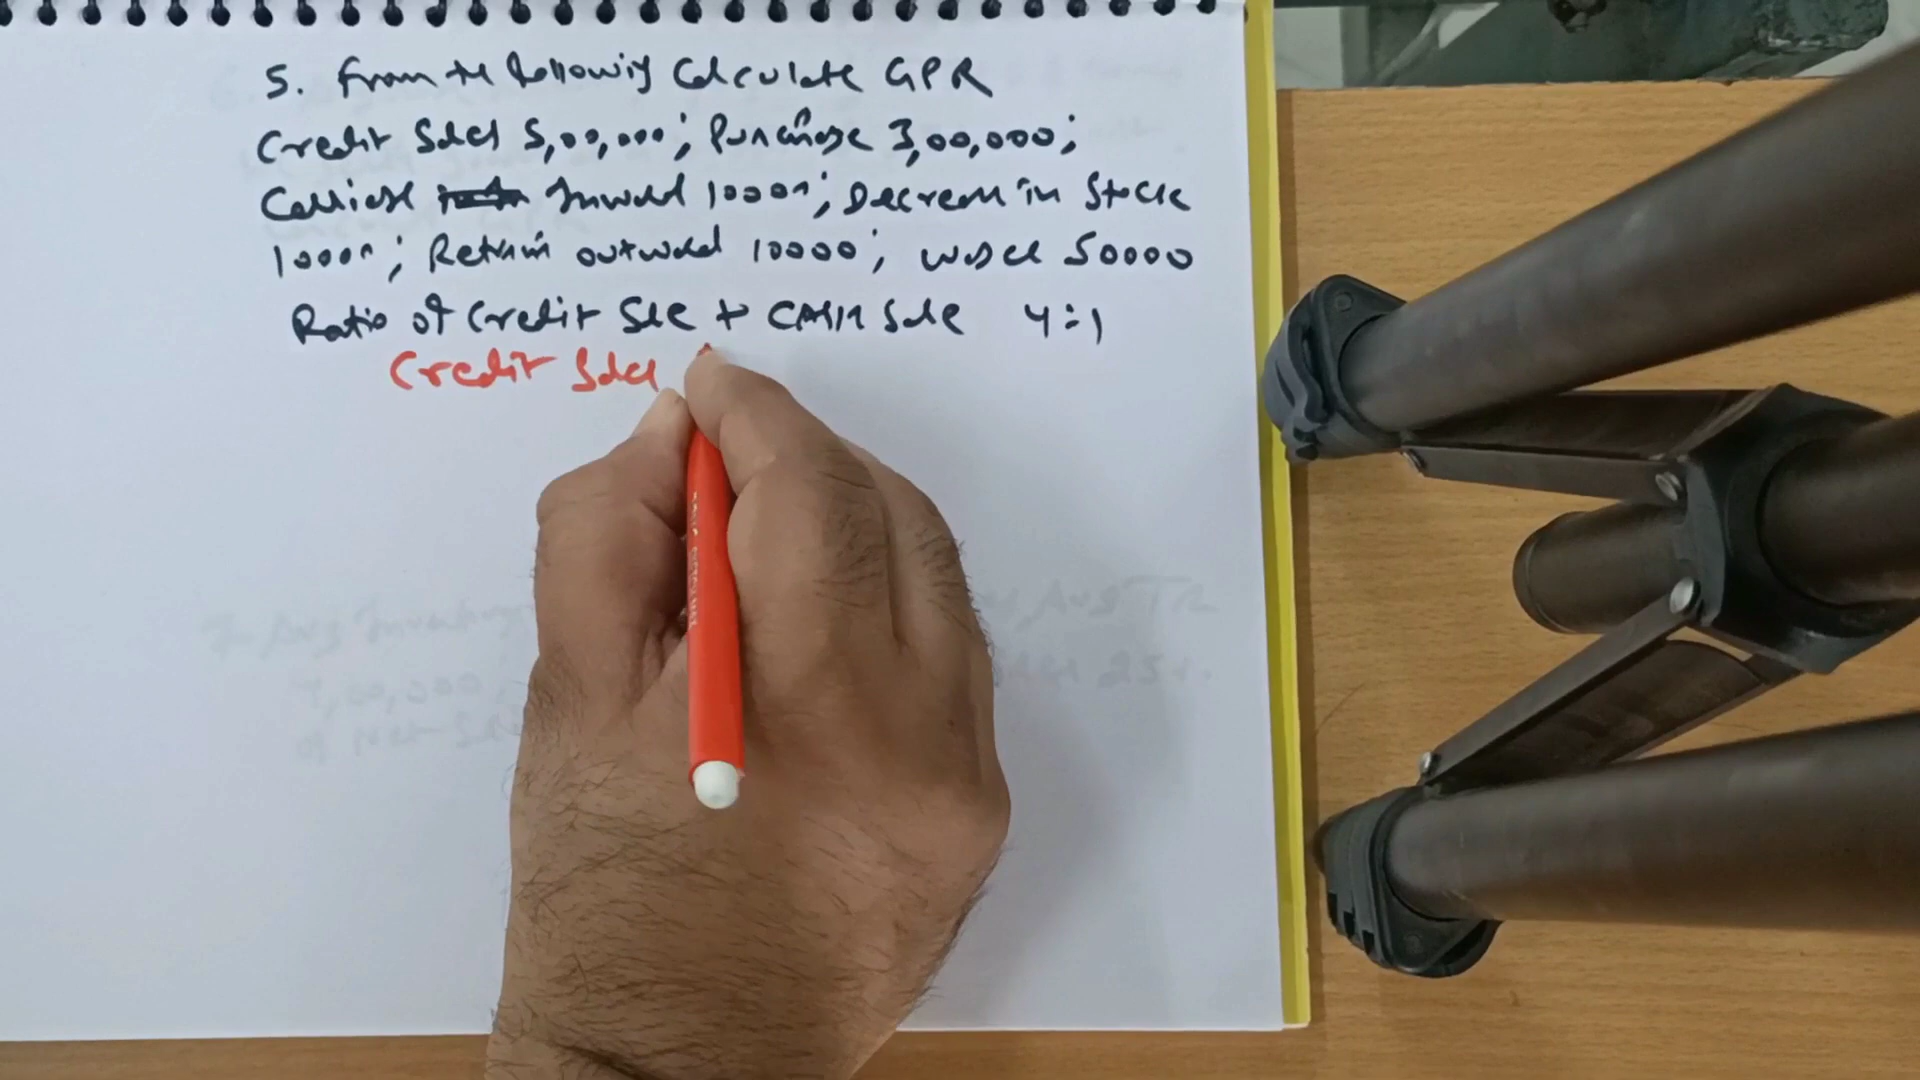 5. From the following Calculate GPR
Credit Sales 5,00,000; Purchase 3,00,000;
Carriage Inward 10000; Decrease in Stock
10000; Return outward 10000; wages 50000
Ratio of Credit Sale & CASH Sale 4:1
Credit Sales